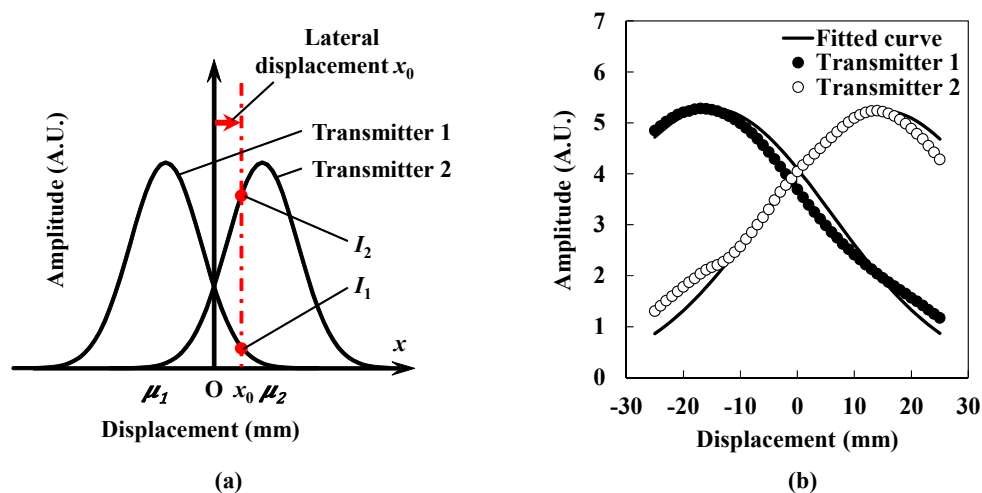 Lateral
displacement x0
Transmitter 1
Transmitter 2
Amplitude (A.U.)
I2
I1
x
μ1 O x0 μ2
Displacement (mm)
(a)
7
6
5
4
3
2
1
0
Amplitude (A.U.)
Fitted curve
Transmitter 1
Transmitter 2
-30 -20 -10 0 10 20 30
Displacement (mm)
(b)